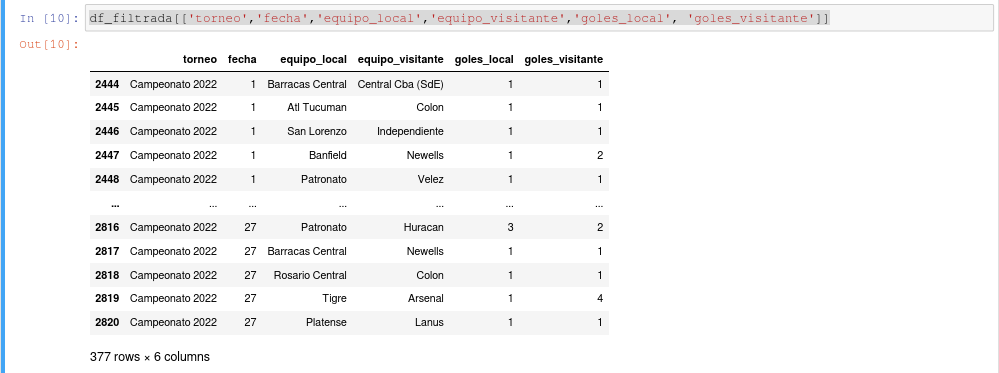 In [10]: df_filtrada[['torneo','fecha','equipo_local','equipo_visitante','goles_local', 'goles_visitante']]
Out[10]:
torneo fecha equipo_local equipo_visitante goles_local goles_visitante
2444 Campeonato 2022 1 Barracas Central Central Cba (SdE) 1 1
2445 Campeonato 2022 1 Atl Tucuman Colon 1 1
2446 Campeonato 2022 1 San Lorenzo Independiente 1 1
2447 Campeonato 2022 1 Banfield Newells 1 2
2448 Campeonato 2022 1 Patronato Velez 1 1
... ... ... ... ... ... ...
2816 Campeonato 2022 27 Patronato Huracan 3 2
2817 Campeonato 2022 27 Barracas Central Newells 1 1
2818 Campeonato 2022 27 Rosario Central Colon 1 1
2819 Campeonato 2022 27 Tigre Arsenal 1 4
2820 Campeonato 2022 27 Platense Lanus 1 1
377 rows × 6 columns